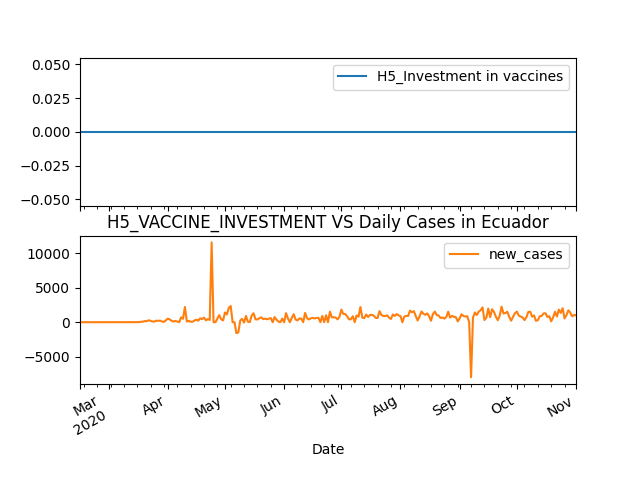 0.050
0.025
0.000
−0.025
−0.050
H5_Investment in vaccines
H5_VACCINE_INVESTMENT VS Daily Cases in Ecuador
10000
5000
0
−5000
new_cases
Mar
2020
Apr
May
Jun
Jul
Aug
Sep
Oct
Nov
Date